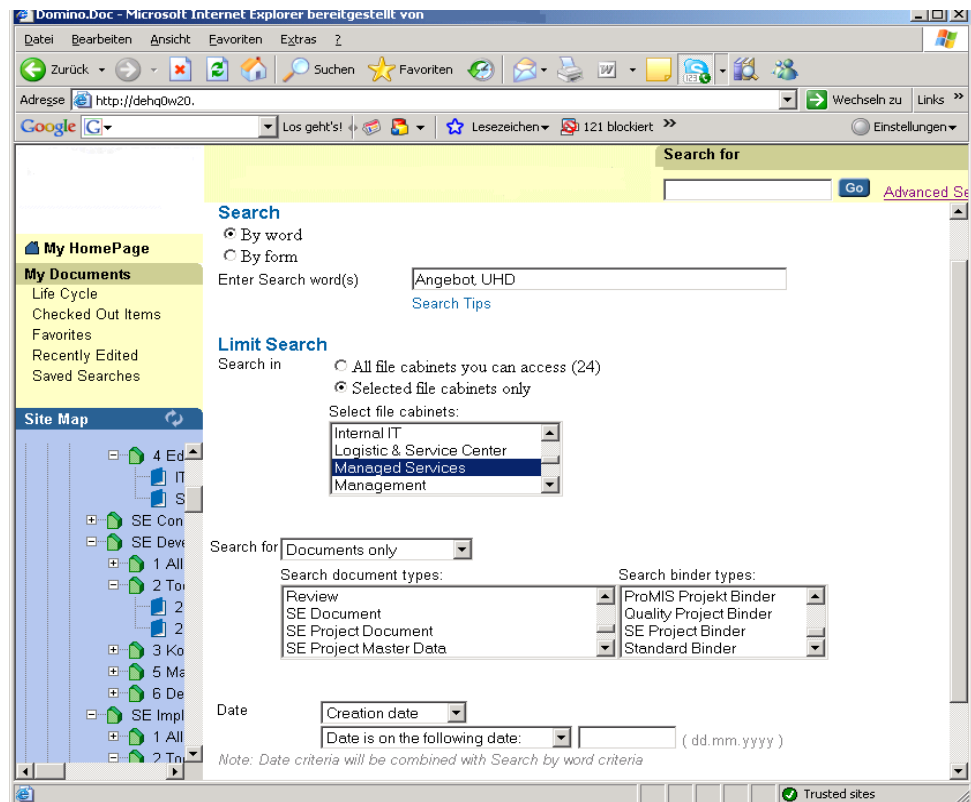 Domino.Doc - Microsoft Internet Explorer bereitgestellt von
Datei Bearbeiten Ansicht Favoriten Extras ?
Zurück Suchen Favoriten
Adresse http://dehq0w20. Wechseln zu Links »
Google G Los geht's! Lesezeichen 121 blockiert » Einstellungen
Search for
Go Advanced Se
Search
By word
By form
Enter Search word(s) Angebot, UHD
Search Tips
My HomePage
My Documents
Life Cycle
Checked Out Items
Favorites
Recently Edited
Saved Searches
Limit Search
Search in All file cabinets you can access (24)
Selected file cabinets only
Select file cabinets:
Internal IT
Logistic & Service Center
Managed Services
Management
Site Map
4 Ed
IT
S
SE Con
SE Deve
1 All
2 Too
2
2
3 Ko
5 Ma
6 De
SE Impl
1 All
2 Too
Search for Documents only
Search document types: Search binder types:
Review ProMIS Projekt Binder
SE Document Quality Project Binder
SE Project Document SE Project Binder
SE Project Master Data Standard Binder
Date Creation date
Date is on the following date: ( dd.mm.yyyy )
Note: Date criteria will be combined with Search by word criteria
Trusted sites